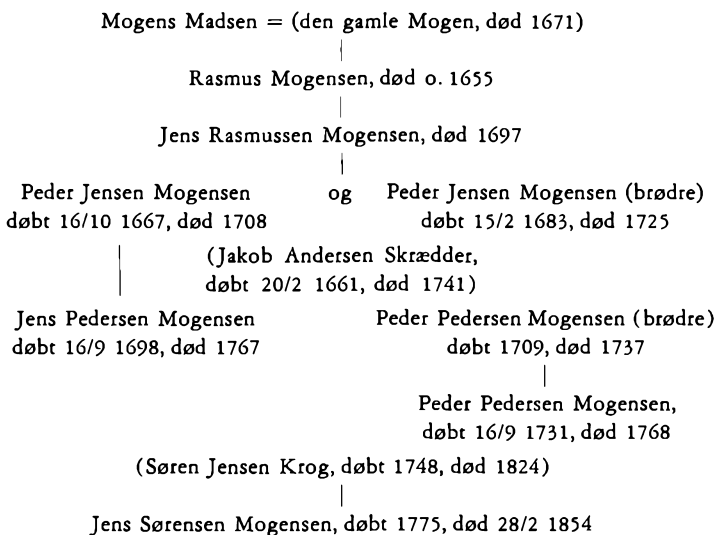 Mogens Madsen = (den gamle Mogen, død 1671)
Rasmus Mogensen, død o. 1655
Jens Rasmussen Mogensen, død 1697
Peder Jensen Mogensen og Peder Jensen Mogensen (brødre)
døbt 16/10 1667, død 1708 døbt 15/2 1683, død 1725
(Jakob Andersen Skrædder,
døbt 20/2 1661, død 1741)
Jens Pedersen Mogensen Peder Pedersen Mogensen (brødre)
døbt 16/9 1698, død 1767 døbt 1709, død 1737
Peder Pedersen Mogensen,
døbt 16/9 1731, død 1768
(Søren Jensen Krog, døbt 1748, død 1824)
Jens Sørensen Mogensen, døbt 1775, død 28/2 1854